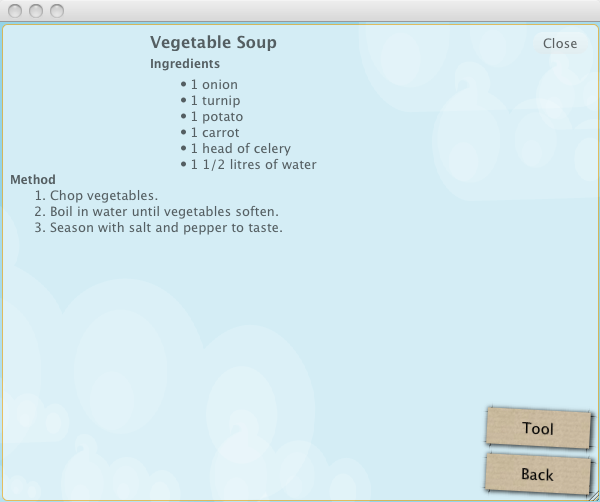 Vegetable Soup
Close
Ingredients
• 1 onion
• 1 turnip
• 1 potato
• 1 carrot
• 1 head of celery
• 1 1/2 litres of water
Method
1. Chop vegetables.
2. Boil in water until vegetables soften.
3. Season with salt and pepper to taste.
Tool
Back